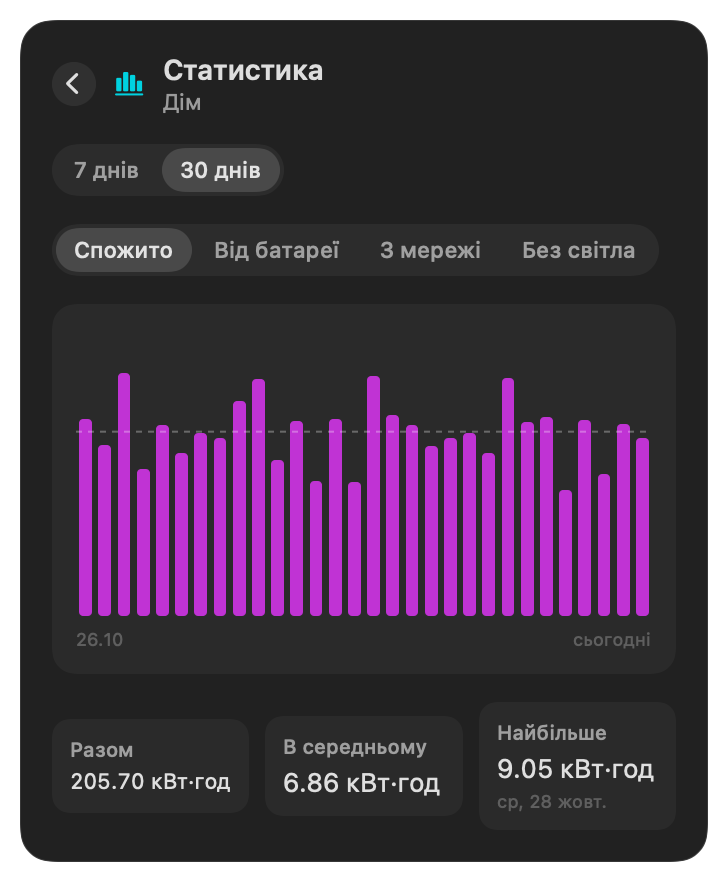 Статистика
Дім
7 днів 30 днів
Спожито Від батареї З мережі Без світла
26.10 сьогодні
Разом
205.70 кВт·год
В середньому
6.86 кВт·год
Найбільше
9.05 кВт·год
ср, 28 жовт.